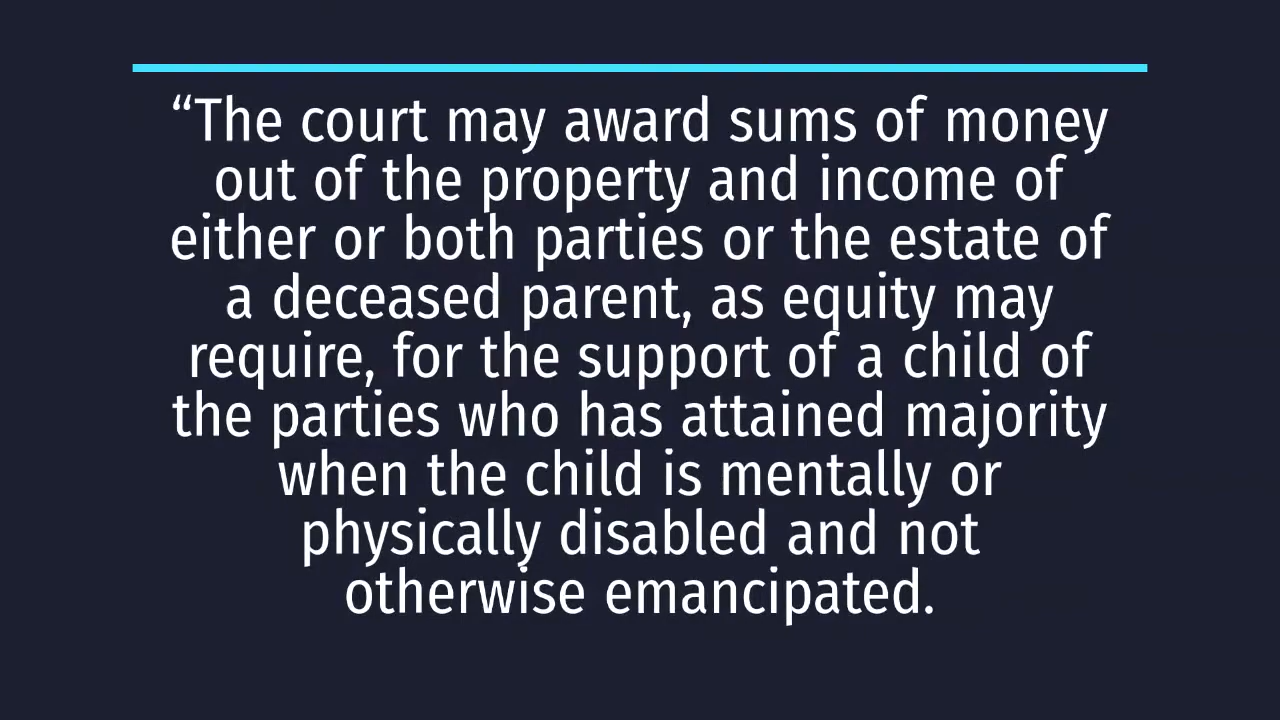 “The court may award sums of money
out of the property and income of
either or both parties or the estate of
a deceased parent, as equity may
require, for the support of a child of
the parties who has attained majority
when the child is mentally or
physically disabled and not
otherwise emancipated.